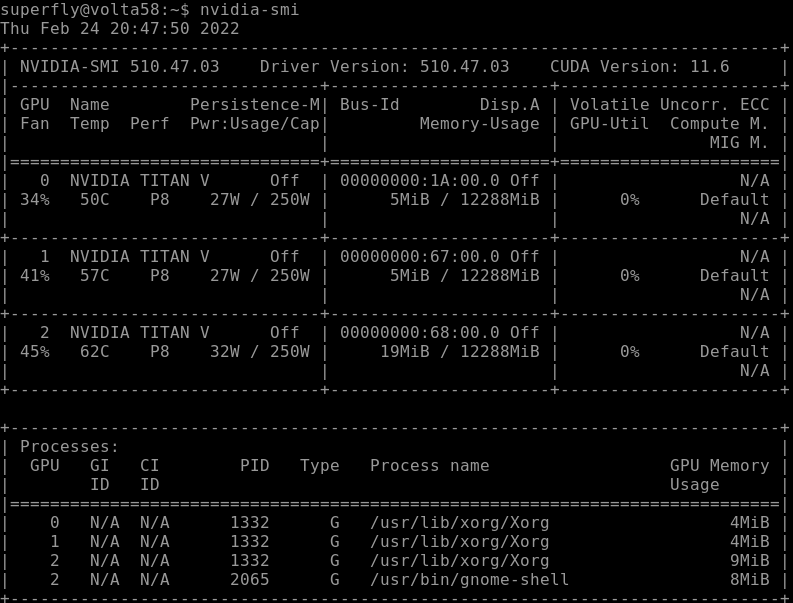 superfly@volta58:~$ nvidia-smi
Thu Feb 24 20:47:50 2022
+-----------------------------------------------------------------------------+
| NVIDIA-SMI 510.47.03    Driver Version: 510.47.03    CUDA Version: 11.6     |
|-------------------------------+----------------------+----------------------+
| GPU  Name        Persistence-M| Bus-Id        Disp.A | Volatile Uncorr. ECC |
| Fan  Temp  Perf  Pwr:Usage/Cap|         Memory-Usage | GPU-Util  Compute M. |
|                               |                      |               MIG M. |
|===============================+======================+======================|
|   0  NVIDIA TITAN V      Off  | 00000000:1A:00.0 Off |                  N/A |
| 34%   50C    P8    27W / 250W |      5MiB / 12288MiB |      0%      Default |
|                               |                      |                  N/A |
+-------------------------------+----------------------+----------------------+
|   1  NVIDIA TITAN V      Off  | 00000000:67:00.0 Off |                  N/A |
| 41%   57C    P8    27W / 250W |      5MiB / 12288MiB |      0%      Default |
|                               |                      |                  N/A |
+-------------------------------+----------------------+----------------------+
|   2  NVIDIA TITAN V      Off  | 00000000:68:00.0 Off |                  N/A |
| 45%   62C    P8    32W / 250W |     19MiB / 12288MiB |      0%      Default |
|                               |                      |                  N/A |
+-------------------------------+----------------------+----------------------+

+-----------------------------------------------------------------------------+
| Processes:                                                                  |
|  GPU   GI   CI        PID   Type   Process name                  GPU Memory |
|        ID   ID                                                   Usage      |
|=============================================================================|
|    0   N/A  N/A      1332      G   /usr/lib/xorg/Xorg                  4MiB |
|    1   N/A  N/A      1332      G   /usr/lib/xorg/Xorg                  4MiB |
|    2   N/A  N/A      1332      G   /usr/lib/xorg/Xorg                  9MiB |
|    2   N/A  N/A      2065      G   /usr/bin/gnome-shell                8MiB |
+-----------------------------------------------------------------------------+